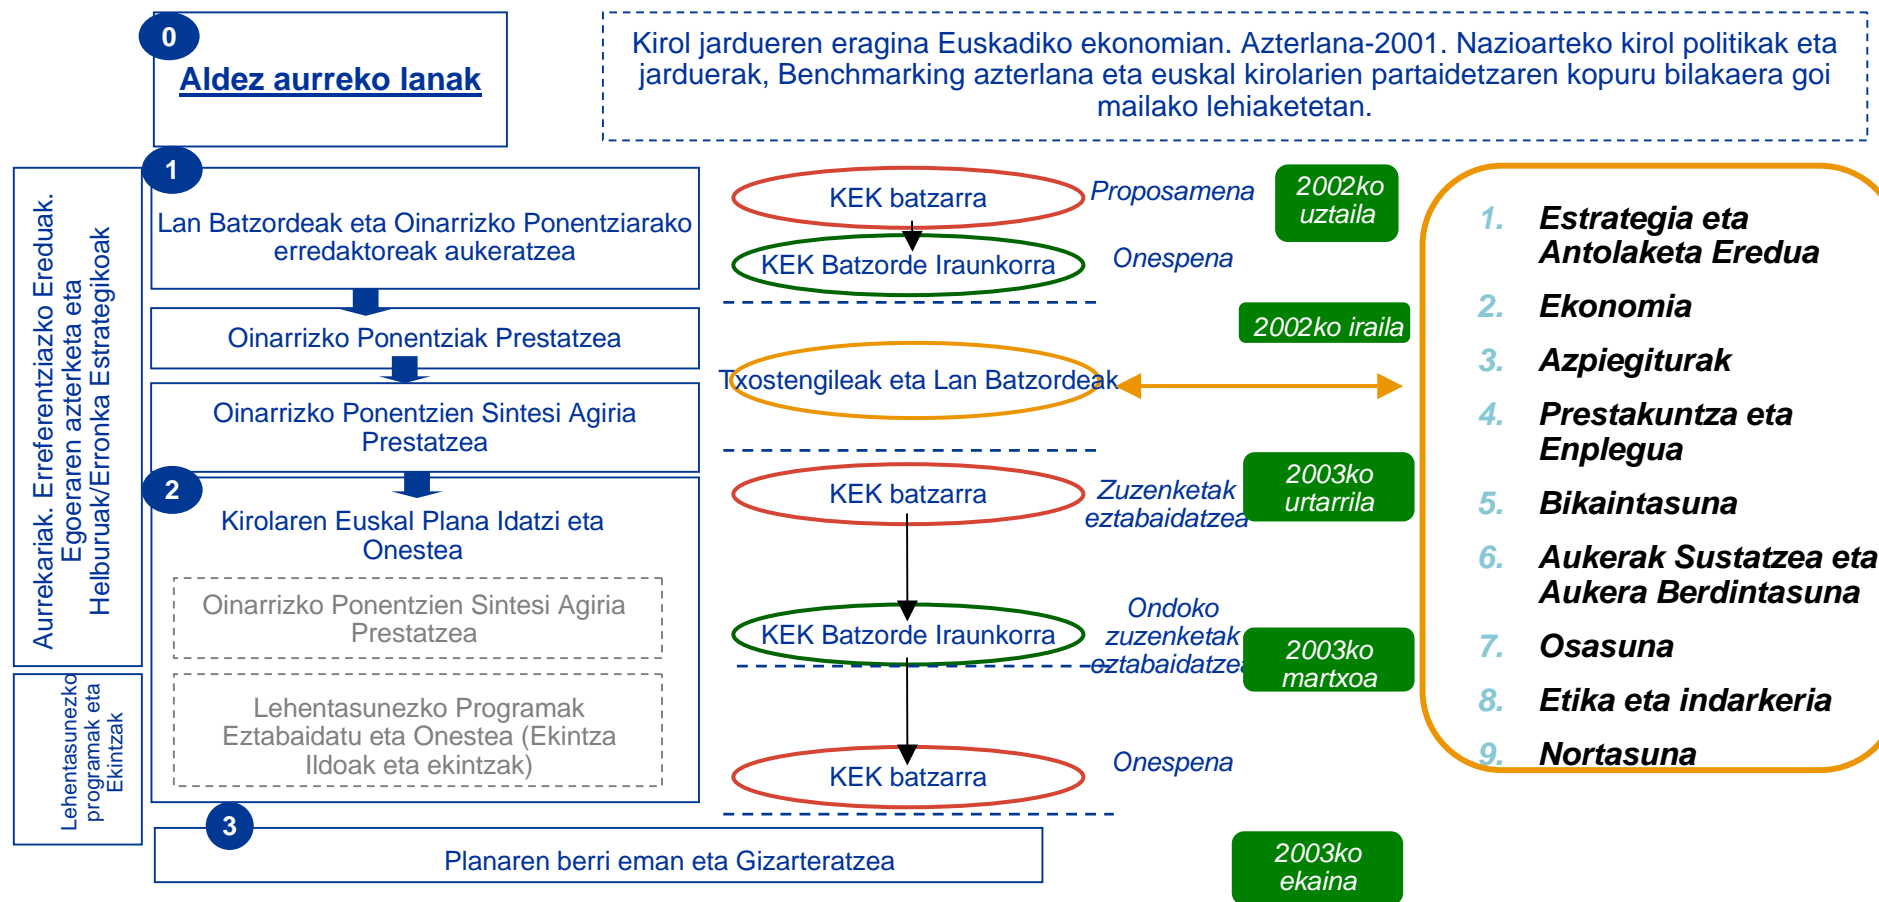 0
Aldez aurreko lanak
Kirol jardueren eragina Euskadiko ekonomian. Azterlana-2001. Nazioarteko kirol politikak eta
jarduerak, Benchmarking azterlana eta euskal kirolarien partaidetzaren kopuru bilakaera goi
mailako lehiaketetan.
Aurrekariak. Erreferentziazko Ereduak.
Egoeraren azterketa eta
Helburuak/Erronka Estrategikoak
Lehentasunezko
programak eta
Ekintzak
1
Lan Batzordeak eta Oinarrizko Ponentziarako
erredaktoreak aukeratzea
Oinarrizko Ponentziak Prestatzea
Oinarrizko Ponentzien Sintesi Agiria
Prestatzea
2
Kirolaren Euskal Plana Idatzi eta
Onestea
Oinarrizko Ponentzien Sintesi Agiria
Prestatzea
Lehentasunezko Programak
Eztabaidatu eta Onestea (Ekintza
Ildoak eta ekintzak)
3
Planaren berri eman eta Gizarteratzea
KEK batzarra
Proposamena
KEK Batzorde Iraunkorra
Onespena
Txostengileak eta Lan Batzordeak
KEK batzarra
Zuzenketak
eztabaidatzea
KEK Batzorde Iraunkorra
Ondoko
zuzenketak
eztabaidatzea
KEK batzarra
Onespena
2002ko
uztaila
2002ko iraila
2003ko
urtarrila
2003ko
martxoa
2003ko
ekaina
1. Estrategia eta
Antolaketa Eredua
2. Ekonomia
3. Azpiegiturak
4. Prestakuntza eta
Enplegua
5. Bikaintasuna
6. Aukerak Sustatzea eta
Aukera Berdintasuna
7. Osasuna
8. Etika eta indarkeria
9. Nortasuna